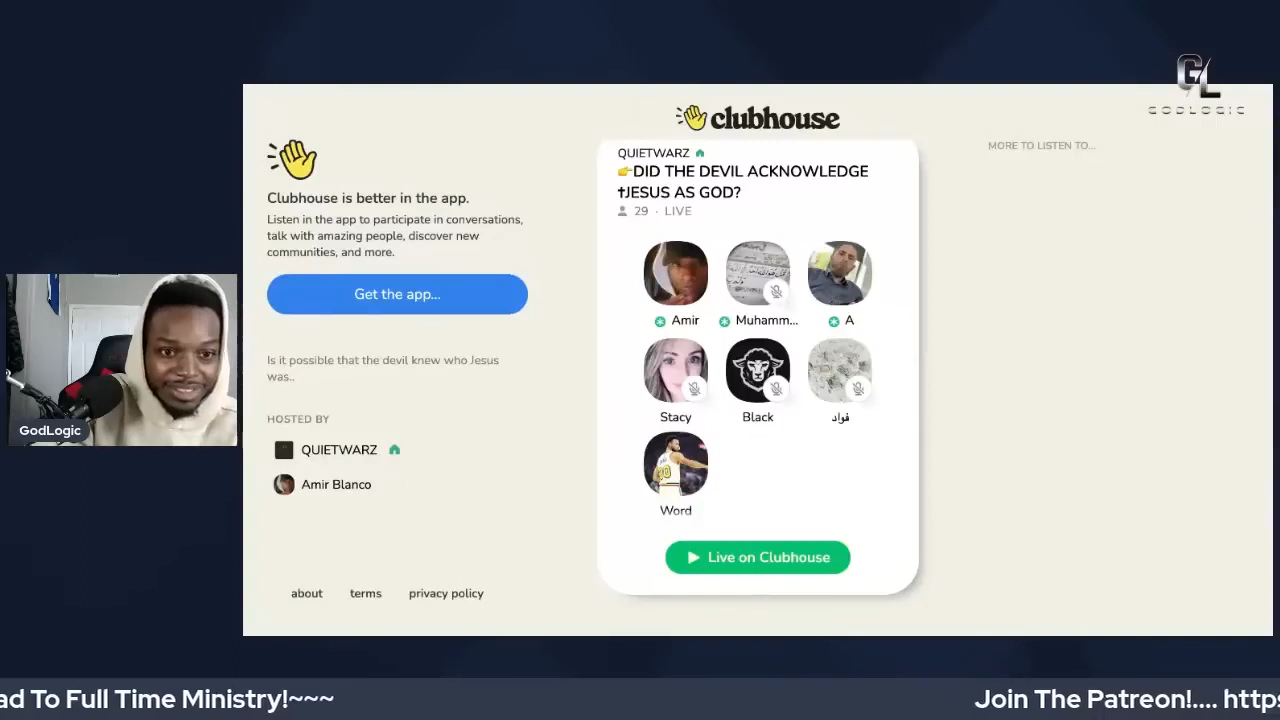 GL
GODLOGIC
clubhouse
MORE TO LISTEN TO...
Clubhouse is better in the app.
Listen in the app to participate in conversations,
talk with amazing people, discover new
communities, and more.
Get the app...
Is it possible that the devil knew who Jesus
was..
HOSTED BY
QUIETWARZ
Amir Blanco
about terms privacy policy
QUIETWARZ
👉DID THE DEVIL ACKNOWLEDGE
✝JESUS AS GOD?
29 · LIVE
Amir Muhamm... A
Stacy Black فواد
Word
Live on Clubhouse
GodLogic
ad To Full Time Ministry!~~~ Join The Patreon!.... https